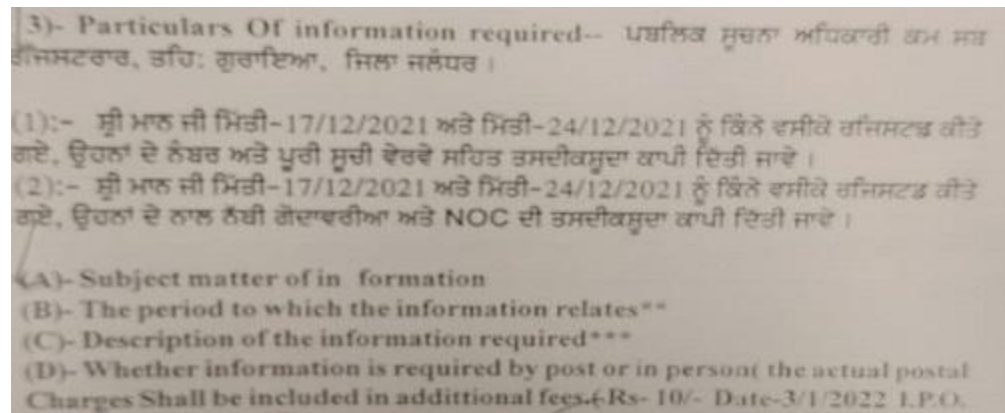 3)- Particulars Of information required-- ਪਬਲਿਕ ਸੂਚਨਾ ਅਧਿਕਾਰੀ ਕਮ ਸਬ
ਰਜਿਸਟਰਾਰ, ਤਹਿ: ਗੁਰਾਇਆ, ਜਿਲਾ ਜਲੰਧਰ ।
(1):- ਸ੍ਰੀ ਮਾਨ ਜੀ ਮਿੱਤੀ-17/12/2021 ਅਤੇ ਮਿੱਤੀ-24/12/2021 ਨੂੰ ਕਿੰਨੇ ਵਸੀਕੇ ਰਜਿਸਟਡ ਕੀਤੇ
ਗਏ, ਉਹਨਾਂ ਦੇ ਨੰਬਰ ਅਤੇ ਪੂਰੀ ਸੂਚੀ ਵੇਰਵੇ ਸਹਿਤ ਤਸਦੀਕਸ਼ੁਦਾ ਕਾਪੀ ਦਿੱਤੀ ਜਾਵੇ ।
(2):- ਸ੍ਰੀ ਮਾਨ ਜੀ ਮਿੱਤੀ-17/12/2021 ਅਤੇ ਮਿੱਤੀ-24/12/2021 ਨੂੰ ਕਿੰਨੇ ਵਸੀਕੇ ਰਜਿਸਟਡ ਕੀਤੇ
ਗਏ, ਉਹਨਾਂ ਦੇ ਨਾਲ ਨੱਥੀ ਗੋਦਾਵਰੀਆ ਅਤੇ NOC ਦੀ ਤਸਦੀਕਸ਼ੁਦਾ ਕਾਪੀ ਦਿੱਤੀ ਜਾਵੇ ।
(A)- Subject matter of in formation
(B)- The period to which the information relates**
(C)- Description of the information required***
(D)- Whether information is required by post or in person( the actual postal
Charges Shall be included in addittional fees.(Rs- 10/- Date-3/1/2022 I.P.O.